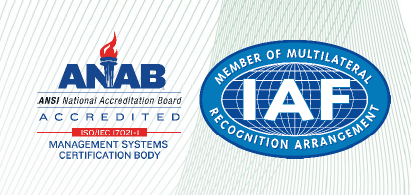 ANAB
ANSI National Accreditation Board
ACCREDITED
ISO/IEC 17021-1
MANAGEMENT SYSTEMS
CERTIFICATION BODY
MEMBER OF MULTILATERAL
IAF
RECOGNITION ARRANGEMENT